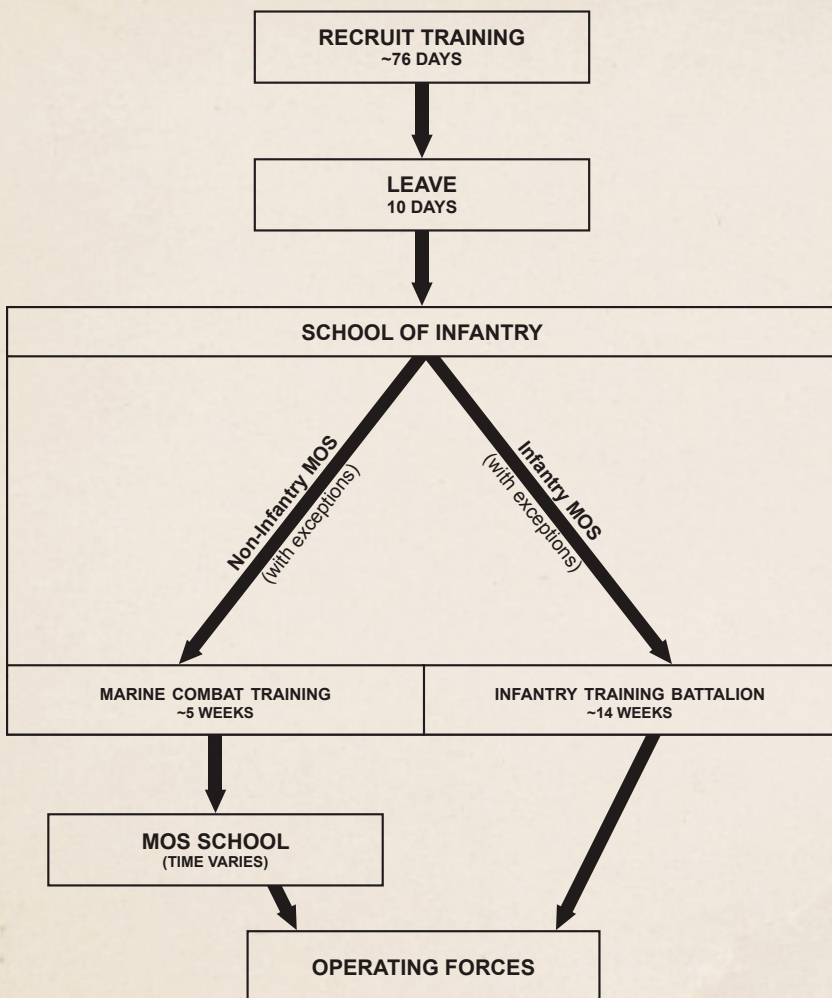 RECRUIT TRAINING
~76 DAYS
LEAVE
10 DAYS
SCHOOL OF INFANTRY
Non-Infantry MOS
(with exceptions)
Infantry MOS
(with exceptions)
MARINE COMBAT TRAINING
~5 WEEKS
INFANTRY TRAINING BATTALION
~14 WEEKS
MOS SCHOOL
(TIME VARIES)
OPERATING FORCES